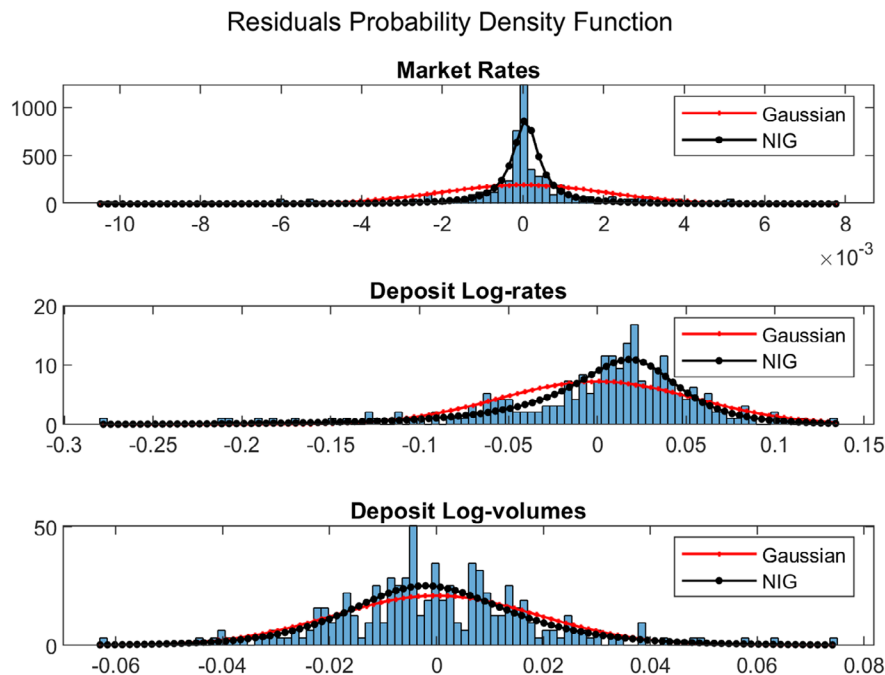 Residuals Probability Density Function
Market Rates
1000
500
0
Gaussian
NIG
-10 -8 -6 -4 -2 0 2 4 6 8
×10-3
Deposit Log-rates
20
10
0
Gaussian
NIG
-0.3 -0.25 -0.2 -0.15 -0.1 -0.05 0 0.05 0.1 0.15
Deposit Log-volumes
50
0
Gaussian
NIG
-0.06 -0.04 -0.02 0 0.02 0.04 0.06 0.08